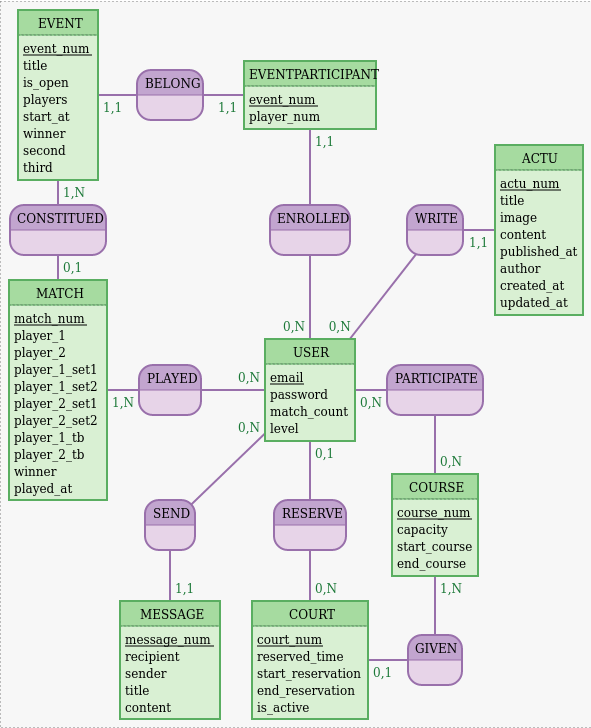 EVENT
event_num
title
is_open
players
start_at
winner
second
third
1,1
BELONG
1,1
EVENTPARTICIPANT
event_num
player_num
1,1
1,N
CONSTITUED
0,1
ENROLLED
WRITE
1,1
ACTU
actu_num
title
image
content
published_at
author
created_at
updated_at
0,N
0,N
MATCH
match_num
player_1
player_2
player_1_set1
player_1_set2
player_2_set1
player_2_set2
player_1_tb
player_2_tb
winner
played_at
1,N
PLAYED
0,N
0,N
USER
email
password
match_count
level
0,N
PARTICIPATE
0,N
0,1
SEND
RESERVE
COURSE
course_num
capacity
start_course
end_course
1,1
0,N
1,N
MESSAGE
message_num
recipient
sender
title
content
COURT
court_num
reserved_time
start_reservation
end_reservation
is_active
0,1
GIVEN